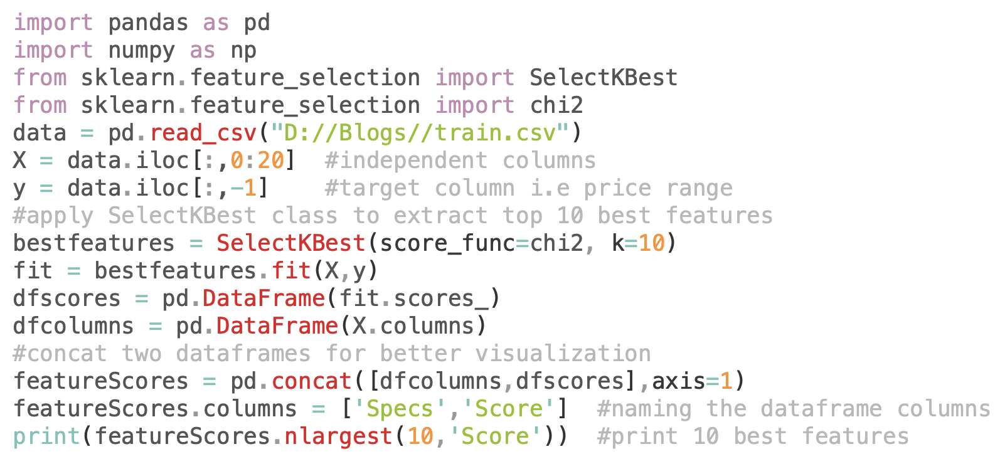 import pandas as pd
import numpy as np
from sklearn.feature_selection import SelectKBest
from sklearn.feature_selection import chi2
data = pd.read_csv("D://Blogs//train.csv")
X = data.iloc[:,0:20]  #independent columns
y = data.iloc[:,-1]    #target column i.e price range
#apply SelectKBest class to extract top 10 best features
bestfeatures = SelectKBest(score_func=chi2, k=10)
fit = bestfeatures.fit(X,y)
dfscores = pd.DataFrame(fit.scores_)
dfcolumns = pd.DataFrame(X.columns)
#concat two dataframes for better visualization
featureScores = pd.concat([dfcolumns,dfscores],axis=1)
featureScores.columns = ['Specs','Score']  #naming the dataframe columns
print(featureScores.nlargest(10,'Score'))  #print 10 best features